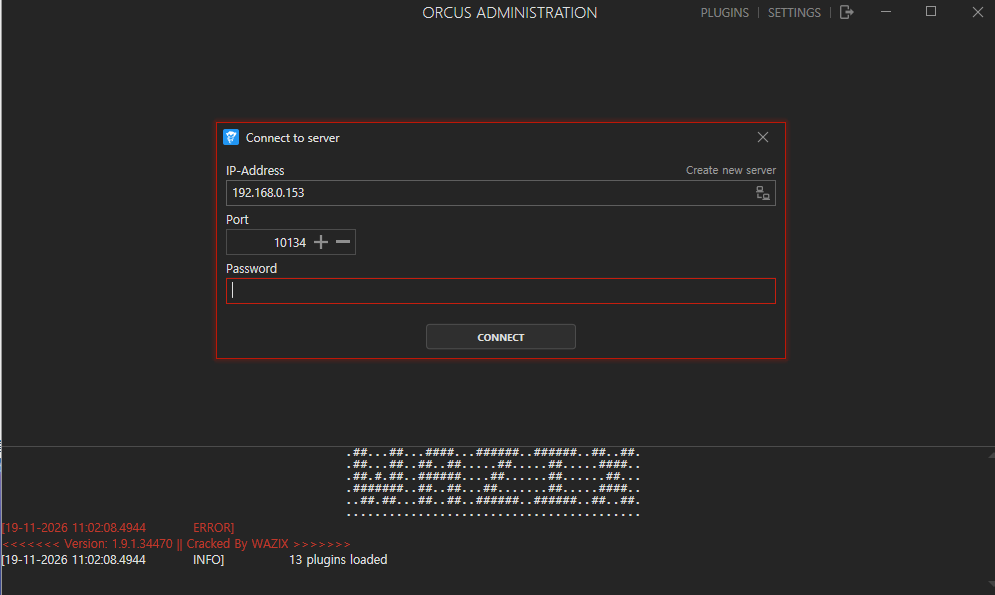 ORCUS ADMINISTRATION
PLUGINS | SETTINGS |
Connect to server
IP-Address
Create new server
192.168.0.153
Port
10134
Password
CONNECT
.##...##...####...######..######..##..##.
.##...##..##..##.....##.....##.....####..
.##.#.##..######....##......##......##...
.#######..##..##...##.......##.....####..
..##.##...##..##..######..######..##..##.
.........................................
[19-11-2026 11:02:08.4944 ERROR]
<<<<<<< Version: 1.9.1.34470 || Cracked By WAZIX >>>>>>>
[19-11-2026 11:02:08.4944 INFO] 13 plugins loaded